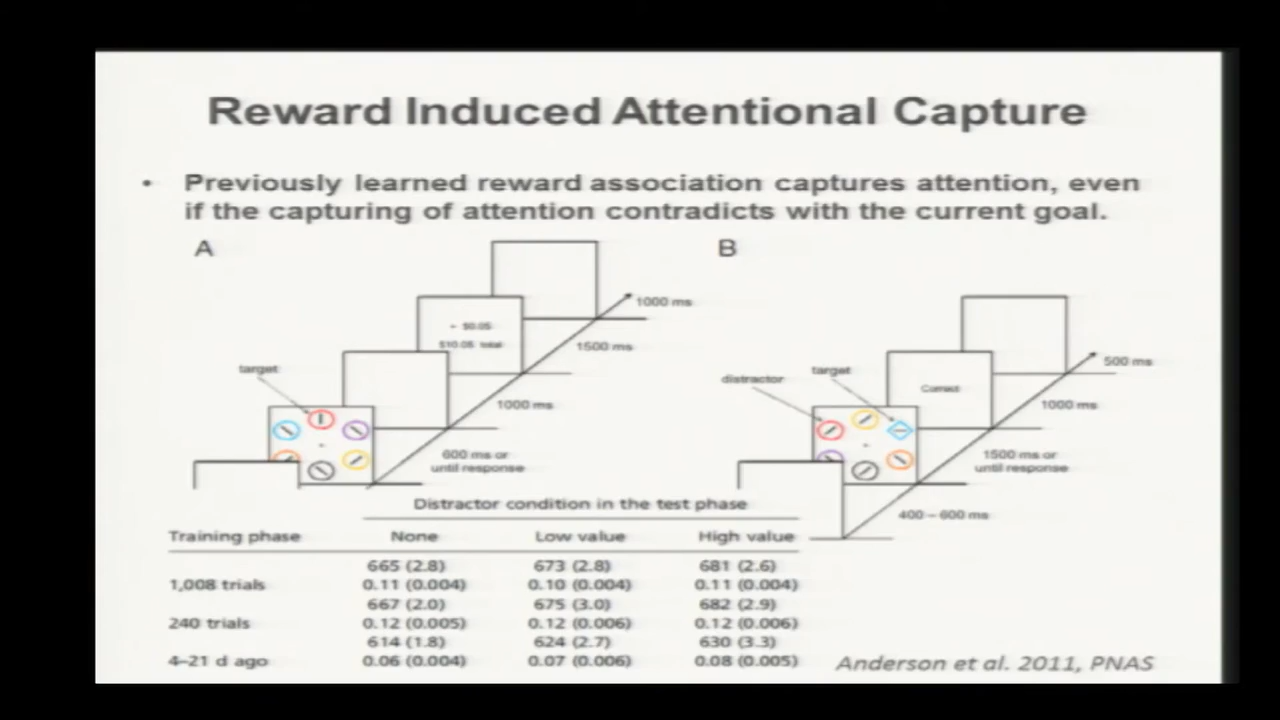 Reward Induced Attentional Capture
• Previously learned reward association captures attention, even
if the capturing of attention contradicts with the current goal.
A
B
1000 ms
+ $0.05
$10.05 total
1500 ms
target
1000 ms
600 ms or
until response
500 ms
distractor
target
Correct
1000 ms
1500 ms or
until response
400 – 600 ms
Distractor condition in the test phase
Training phase None Low value High value
665 (2.8) 673 (2.8) 681 (2.6)
1,008 trials 0.11 (0.004) 0.10 (0.004) 0.11 (0.004)
667 (2.0) 675 (3.0) 682 (2.9)
240 trials 0.12 (0.005) 0.12 (0.006) 0.12 (0.006)
614 (1.8) 624 (2.7) 630 (3.3)
4–21 d ago 0.06 (0.004) 0.07 (0.006) 0.08 (0.005)
Anderson et al. 2011, PNAS